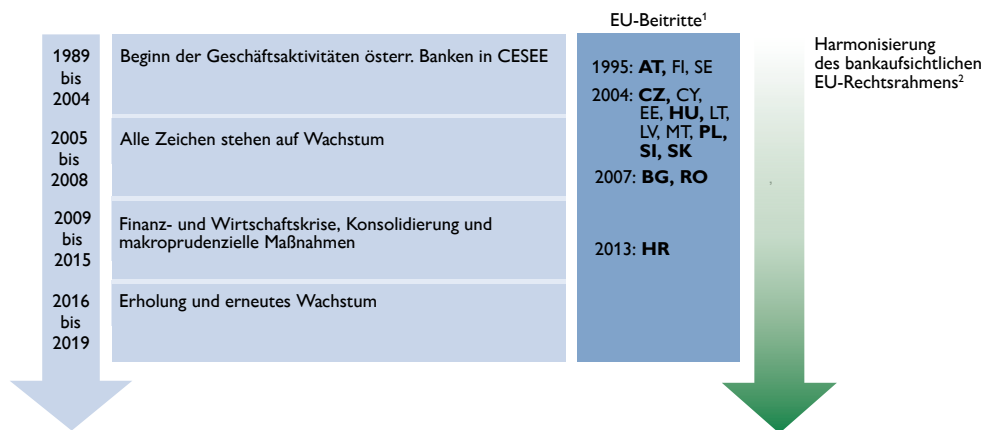 EU-Beitritte¹
1989
bis
2004
Beginn der Geschäftsaktivitäten österr. Banken in CESEE
2005
bis
2008
Alle Zeichen stehen auf Wachstum
2009
bis
2015
Finanz- und Wirtschaftskrise, Konsolidierung und
makroprudenzielle Maßnahmen
2016
bis
2019
Erholung und erneutes Wachstum
1995: AT, FI, SE
2004: CZ, CY,
EE, HU, LT,
LV, MT, PL,
SI, SK
2007: BG, RO
2013: HR
Harmonisierung
des bankaufsichtlichen
EU-Rechtsrahmens²
,